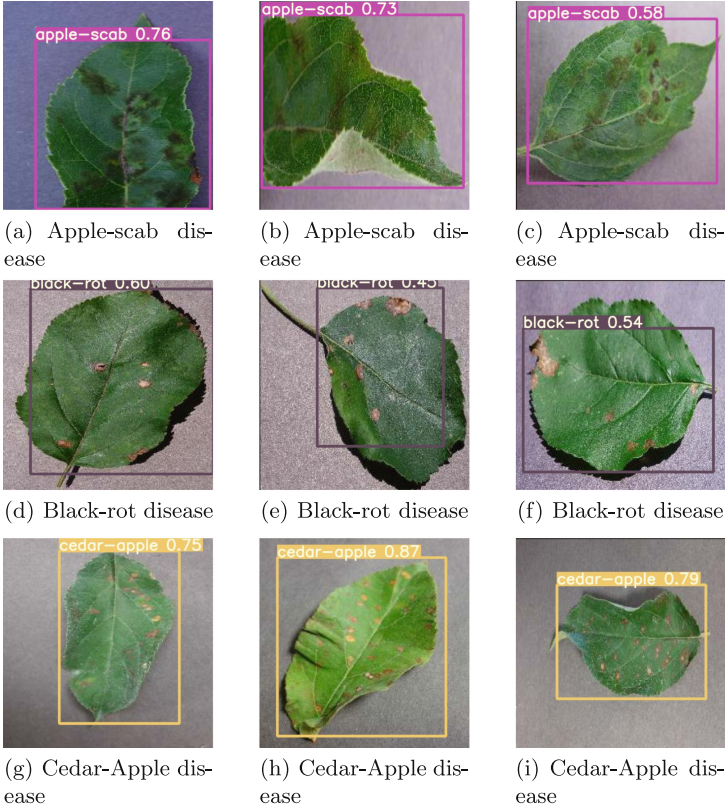 apple-scab 0.76
apple-scab 0.73
apple-scab 0.58
(a) Apple-scab dis-
ease
(b) Apple-scab dis-
ease
(c) Apple-scab dis-
ease
black-rot 0.60
black-rot 0.45
black-rot 0.54
(d) Black-rot disease
(e) Black-rot disease
(f) Black-rot disease
cedar-apple 0.75
cedar-apple 0.87
cedar-apple 0.79
(g) Cedar-Apple dis-
ease
(h) Cedar-Apple dis-
ease
(i) Cedar-Apple dis-
ease